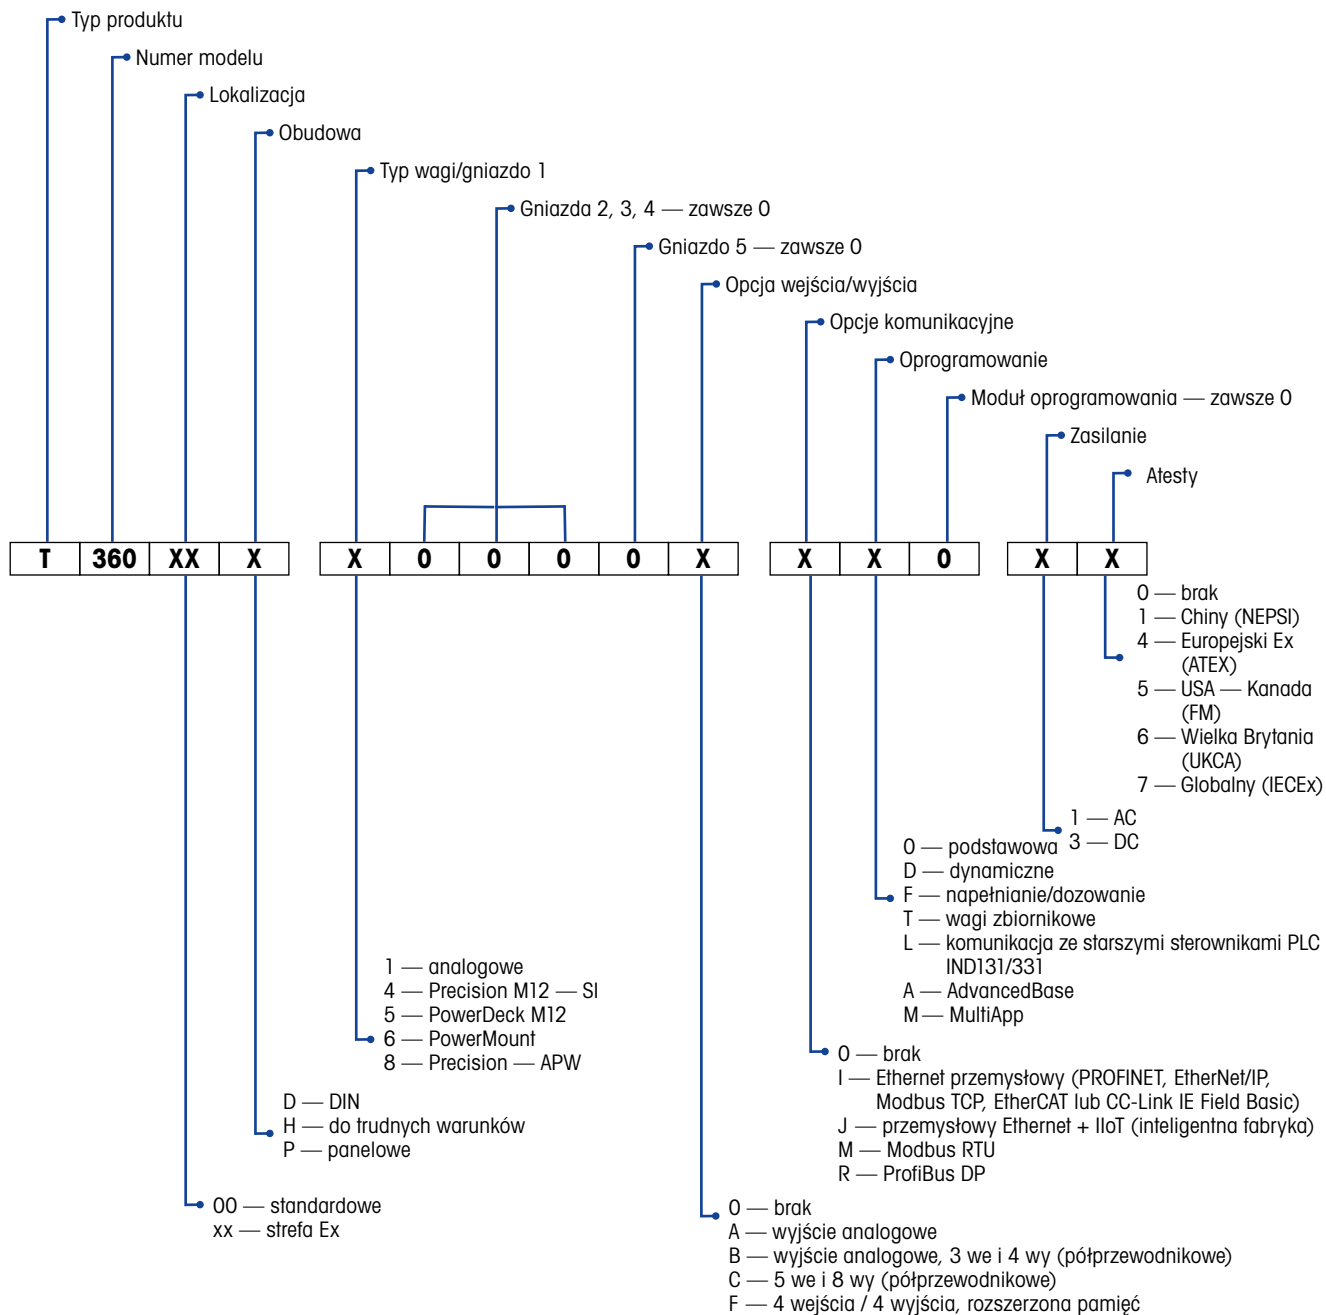 Typ produktu
Numer modelu
Lokalizacja
Obudowa
Typ wagi/gniazdo 1
Gniazda 2, 3, 4 — zawsze 0
Gniazdo 5 — zawsze 0
Opcja wejścia/wyjścia
Opcje komunikacyjne
Oprogramowanie
Moduł oprogramowania — zawsze 0
Zasilanie
Atesty
T 360 XX X X 0 0 0 0 X X X 0 X X
0 — brak
1 — Chiny (NEPSI)
4 — Europejski Ex
(ATEX)
5 — USA — Kanada
(FM)
6 — Wielka Brytania
(UKCA)
7 — Globalny (IECEx)
1 — AC
3 — DC
0 — podstawowa
D — dynamiczne
F — napełnianie/dozowanie
T — wagi zbiornikowe
L — komunikacja ze starszymi sterownikami PLC
IND131/331
A — AdvancedBase
M — MultiApp
1 — analogowe
4 — Precision M12 — SI
5 — PowerDeck M12
6 — PowerMount
8 — Precision — APW
0 — brak
I — Ethernet przemysłowy (PROFINET, EtherNet/IP,
Modbus TCP, EtherCAT lub CC-Link IE Field Basic)
J — przemysłowy Ethernet + IIoT (inteligentna fabryka)
M — Modbus RTU
R — ProfiBus DP
D — DIN
H — do trudnych warunków
P — panelowe
00 — standardowe
xx — strefa Ex
0 — brak
A — wyjście analogowe
B — wyjście analogowe, 3 we i 4 wy (półprzewodnikowe)
C — 5 we i 8 wy (półprzewodnikowe)
F — 4 wejścia / 4 wyjścia, rozszerzona pamięć